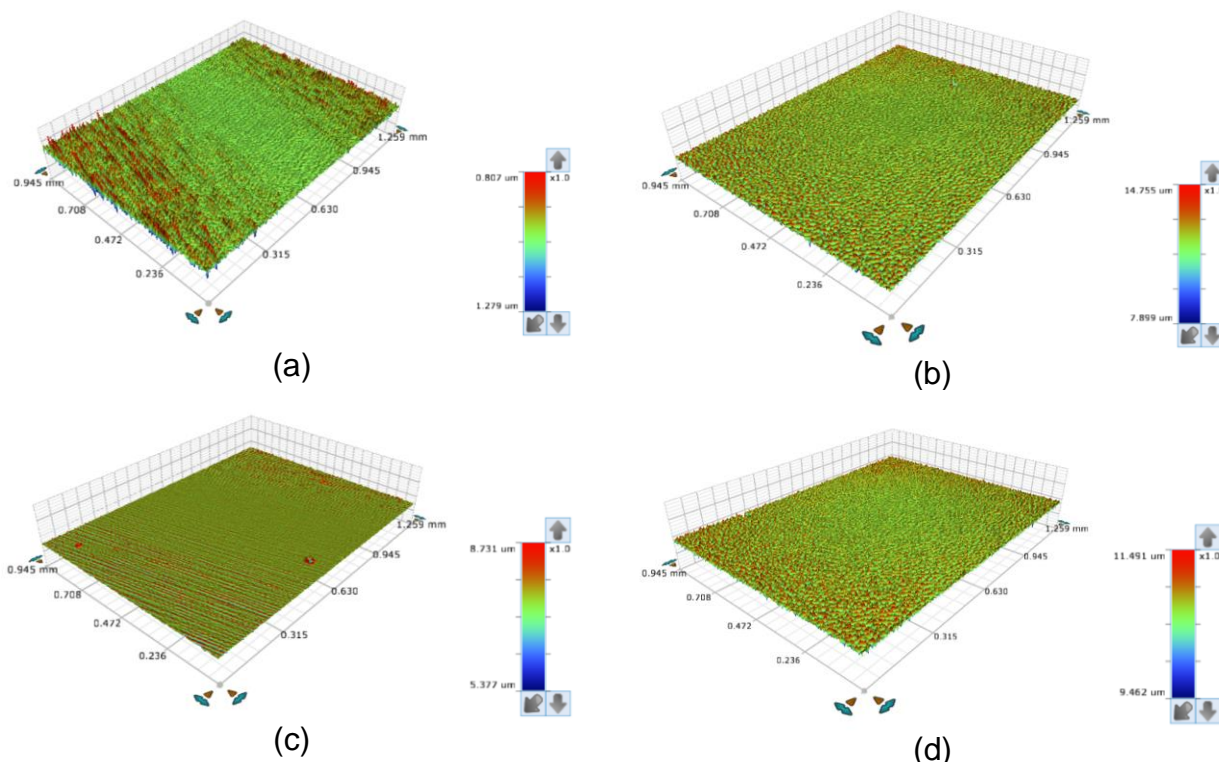 1.259 mm
0.945
0.630
0.315
0.945 mm
0.708
0.472
0.236
0.807 um
x1.0
1.279 um
(a)
1.259 mm
0.945
0.630
0.315
0.945 mm
0.708
0.472
0.236
14.755 um
x1.
7.899 um
(b)
1.259 mm
0.945
0.630
0.315
0.945 mm
0.708
0.472
0.236
8.731 um
x1.0
5.377 um
(c)
1.259 mm
0.945
0.630
0.315
0.945 mm
0.708
0.472
0.236
11.491 um
x1.0
9.462 um
(d)